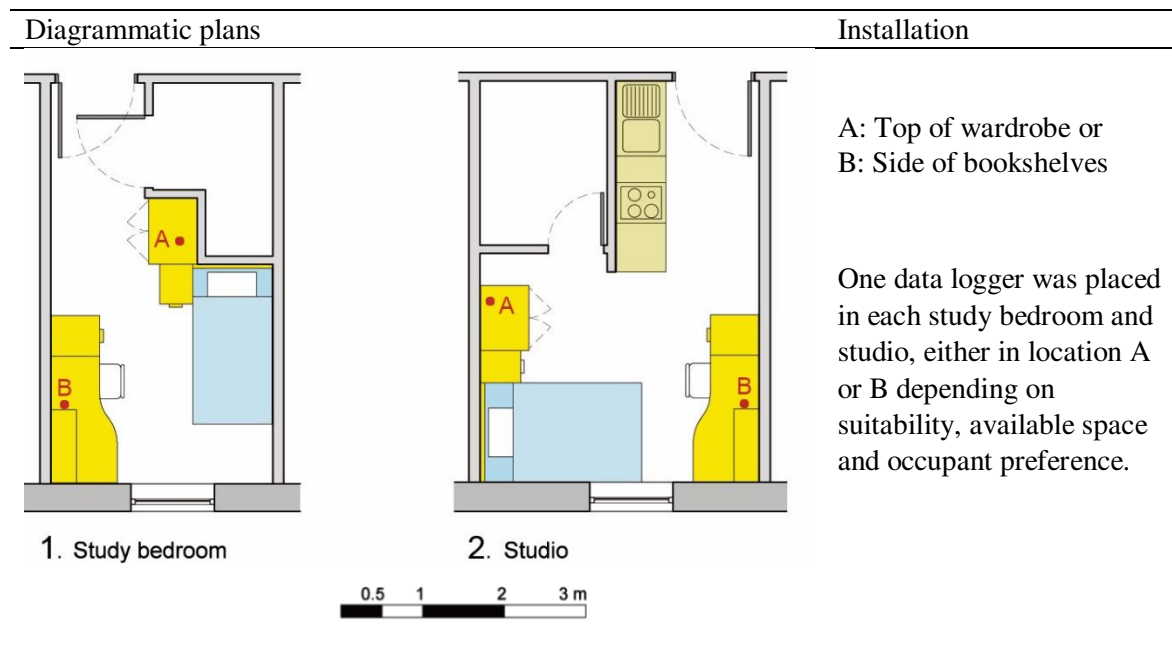 Diagrammatic plans
Installation
A
B
1. Study bedroom
A
B
2. Studio
0.5 1 2 3 m
A: Top of wardrobe or
B: Side of bookshelves
One data logger was placed
in each study bedroom and
studio, either in location A
or B depending on
suitability, available space
and occupant preference.